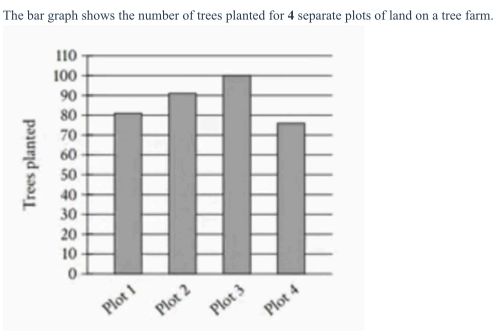 The bar graph shows the number of trees planted for 4 separate plots of land on a tree farm.
110
100
90
80
70
60
50
40
30
20
10
0
Trees planted
Plot 1
Plot 2
Plot 3
Plot 4